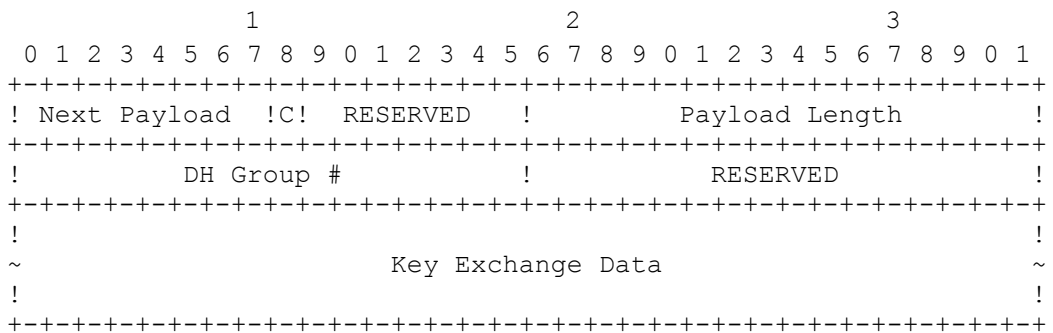 1                   2                   3
 0 1 2 3 4 5 6 7 8 9 0 1 2 3 4 5 6 7 8 9 0 1 2 3 4 5 6 7 8 9 0 1
+-+-+-+-+-+-+-+-+-+-+-+-+-+-+-+-+-+-+-+-+-+-+-+-+-+-+-+-+-+-+-+-+
! Next Payload  !C!  RESERVED   !         Payload Length        !
+-+-+-+-+-+-+-+-+-+-+-+-+-+-+-+-+-+-+-+-+-+-+-+-+-+-+-+-+-+-+-+-+
!          DH Group #           !           RESERVED            !
+-+-+-+-+-+-+-+-+-+-+-+-+-+-+-+-+-+-+-+-+-+-+-+-+-+-+-+-+-+-+-+-+
!                                                               !
~                       Key Exchange Data                       ~
!                                                               !
+-+-+-+-+-+-+-+-+-+-+-+-+-+-+-+-+-+-+-+-+-+-+-+-+-+-+-+-+-+-+-+-+